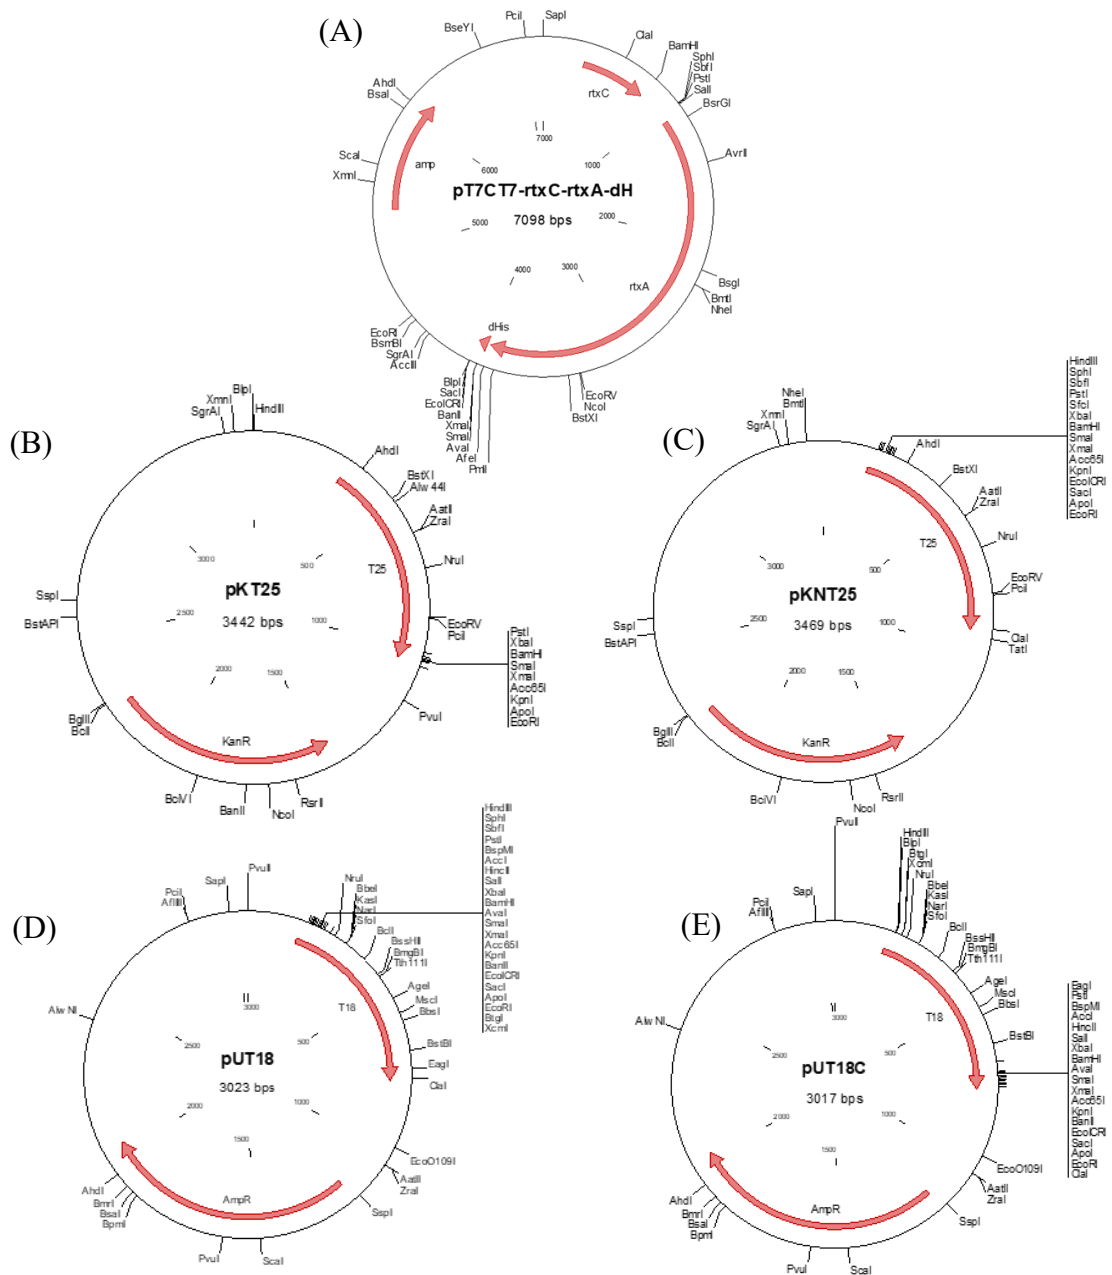 (A)
PciI
SapI
BseYI
ClaI
BamHI
SphI
SbfI
PstI
SalI
BsrGI
AhdI
BsaI
rtxC
AvrII
ScaI
XmnI
amp
7000
1000
6000
pT7CT7-rtxC-rtxA-dH
7098 bps
5000
2000
4000
3000
BsgI
BmtI
NheI
rtxA
dHis
EcoRI
BsmBI
SgrAI
AccIII
BlpI
SacI
EcoICRI
BanII
XmaI
SmaI
AvaI
AfeI
PmlI
EcoRV
NcoI
BstXI
(B)
BlpI
XmnI
SgrAI
HindIII
AhdI
BstXI
Alw44I
AatII
ZraI
NruI
T25
3000
500
pKT25
3442 bps
2500
1000
2000
1500
SspI
BstAPI
EcoRV
PciI
PstI
XbaI
BamHI
SmaI
XmaI
Acc65I
KpnI
ApoI
EcoRI
PvuI
BglII
BclI
KanR
BciVI
BanII
NcoI
RsrII
(C)
NheI
BmtI
XmnI
SgrAI
HindIII
SphI
SbfI
PstI
SfcI
XbaI
BamHI
SmaI
XmaI
Acc65I
KpnI
EcoICRI
SacI
ApoI
EcoRI
AhdI
BstXI
AatII
ZraI
NruI
T25
3000
500
pKNT25
3469 bps
2500
1000
2000
1500
EcoRV
PciI
ClaI
TatI
SspI
BstAPI
BglII
BclI
KanR
BciVI
NcoI
RsrII
(D)
PvuII
SapI
PciI
AflIII
NruI
BbeI
KasI
NarI
SfoI
BclI
BssHII
BmgBI
Tth111I
HindIII
SphI
SbfI
PstI
BspMI
AccI
HincII
SalI
XbaI
BamHI
AvaI
SmaI
XmaI
Acc65I
KpnI
BanII
EcoICRI
SacI
ApoI
EcoRI
BtgI
XcmI
AgeI
MscI
BbsI
T18
AlwNI
3000
500
2500
pUT18
3023 bps
2000
1000
1500
BstBI
EagI
ClaI
EcoO109I
AatII
ZraI
SspI
AmpR
AhdI
BmrI
BsaI
BpmI
PvuI
ScaI
(E)
PvuII
HindIII
BlpI
BtgI
XcmI
NruI
BbeI
KasI
NarI
SfoI
BclI
BssHII
BmgBI
Tth111I
SapI
PciI
AflIII
AgeI
MscI
BbsI
T18
BstBI
AlwNI
3000
500
2500
pUT18C
3017 bps
2000
1000
1500
EagI
PstI
BspMI
AccI
HincII
SalI
XbaI
BamHI
AvaI
SmaI
XmaI
Acc65I
KpnI
BanII
EcoICRI
SacI
ApoI
EcoRI
ClaI
EcoO109I
AatII
ZraI
SspI
AmpR
AhdI
BmrI
BsaI
BpmI
PvuI
ScaI